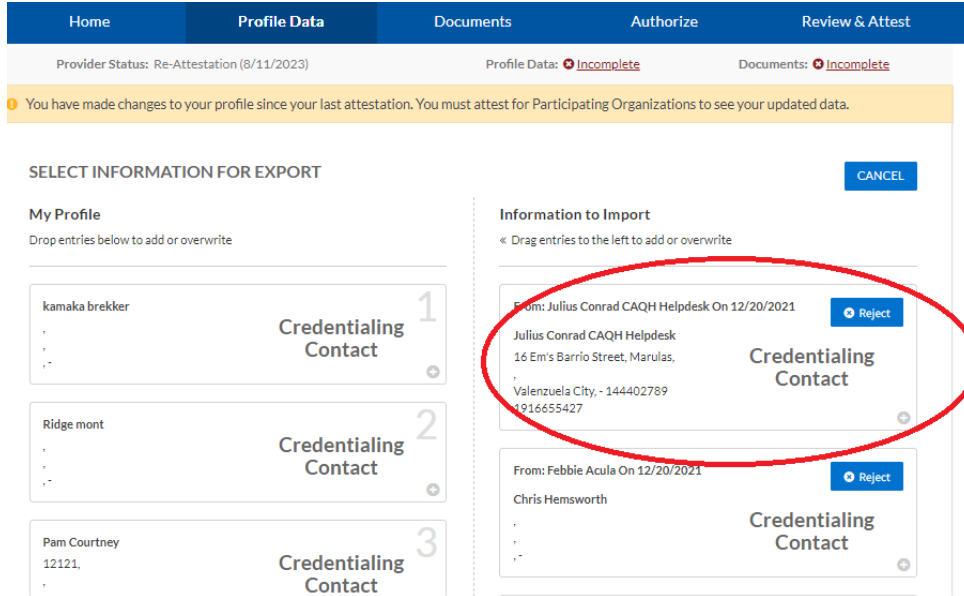 Home Profile Data Documents Authorize Review & Attest
Provider Status: Re-Attestation (8/11/2023) Profile Data: Incomplete Documents: Incomplete
You have made changes to your profile since your last attestation. You must attest for Participating Organizations to see your updated data.
SELECT INFORMATION FOR EXPORT
CANCEL
My Profile
Drop entries below to add or overwrite
kamaka brekker
,
,
, -
Credentialing
Contact
1
Ridge mont
,
,
, -
Credentialing
Contact
2
Pam Courtney
12121,
,
Credentialing
Contact
3
Information to Import
« Drag entries to the left to add or overwrite
From: Julius Conrad CAQH Helpdesk On 12/20/2021
Reject
Julius Conrad CAQH Helpdesk
16 Em's Barrio Street, Marulas,
,
Valenzuela City, - 144402789
1916655427
Credentialing
Contact
From: Febbie Acula On 12/20/2021
Reject
Chris Hemsworth
,
,
, -
Credentialing
Contact